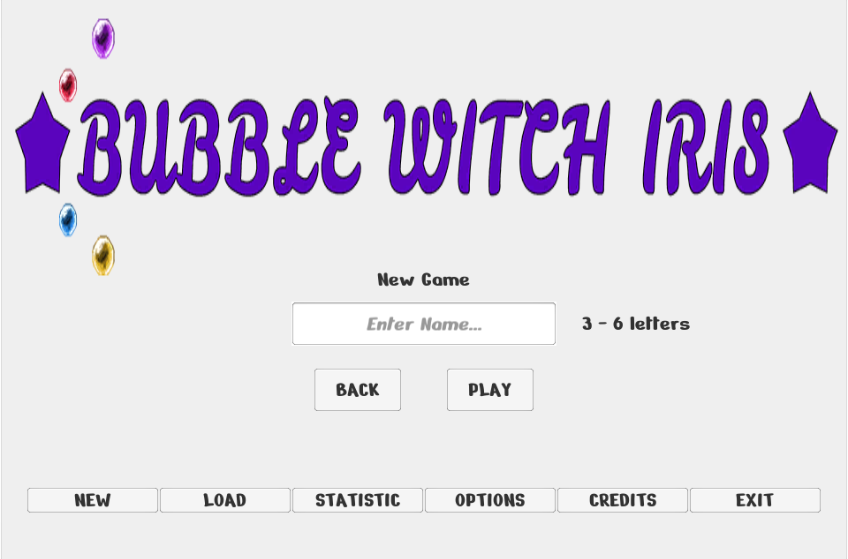 BUBBLE WITCH IRIS
New Game
Enter Name... 3 - 6 letters
BACK PLAY
NEW LOAD STATISTIC OPTIONS CREDITS EXIT